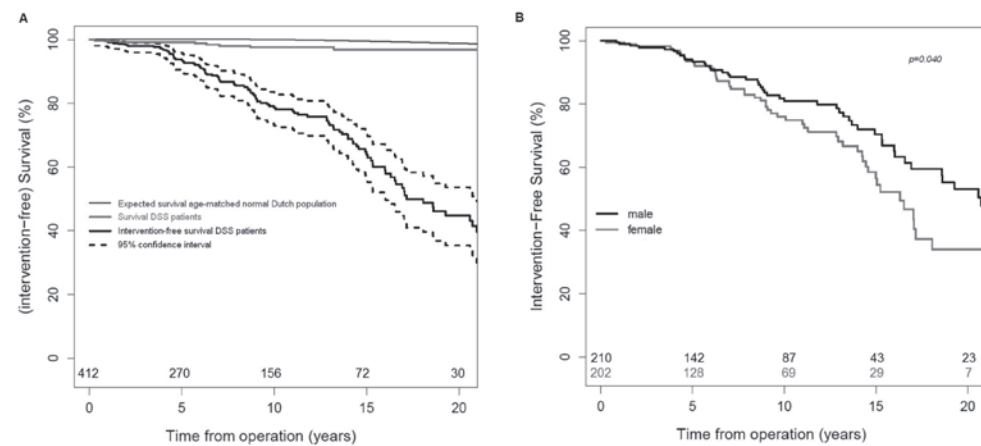 A
(intervention-free) Survival (%)
100
80
60
40
20
0
Expected survival age-matched normal Dutch population
Survival DSS patients
Intervention-free survival DSS patients
95% confidence interval
412 270 156 72 30
0 5 10 15 20
Time from operation (years)
B
Intervention-Free Survival (%)
100
80
60
40
20
0
p=0.040
male
female
210 142 87 43 23
202 128 69 29 7
0 5 10 15 20
Time from operation (years)